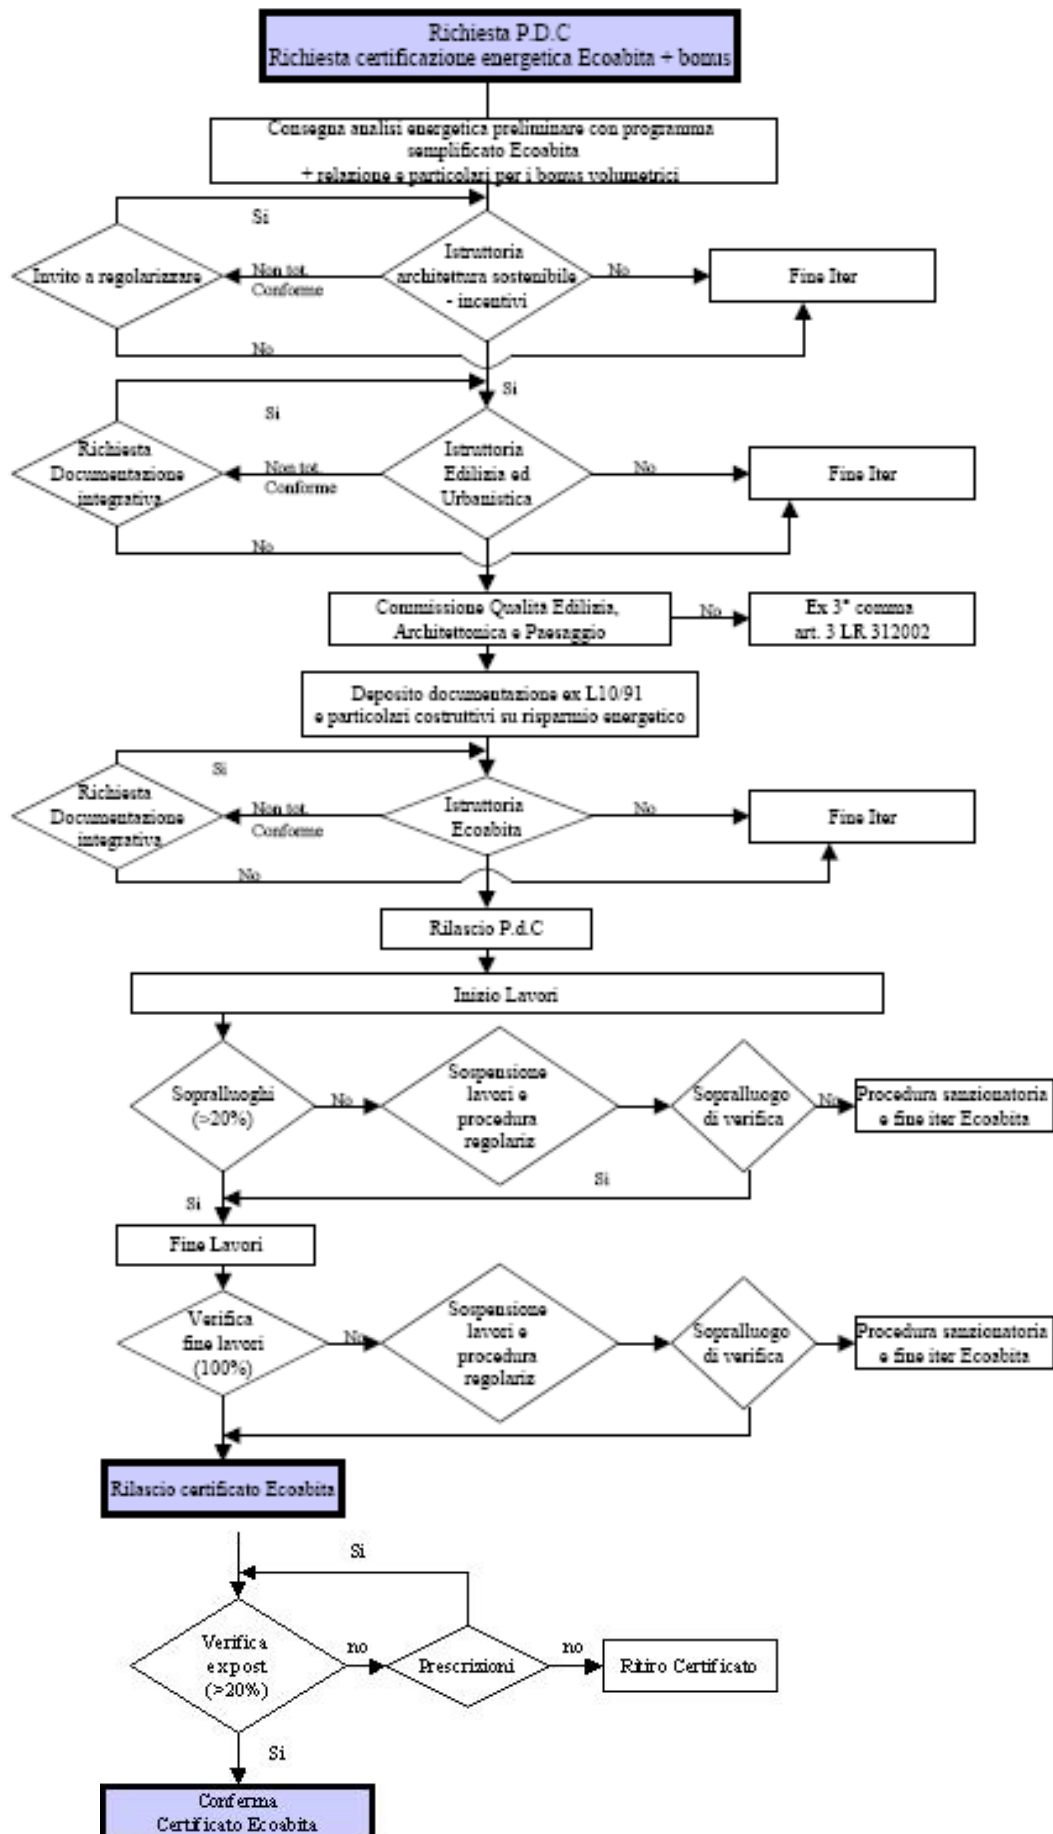 Richiesta P.D.C
Richiesta certificazione energetica Ecoabita + bonus
Consegna analisi energetica preliminare con programma
semplificato Ecoabita
+ relazione e particolari per i bonus volumetrici
Si
Invito a regolarizzare
Non tot.
Conforme
Istruttoria
architettura sostenibile
- incentivi
No
Fine Iter
No
Si
Si
Richiesta
Documentazione
integrativa
Non tot.
Conforme
Istruttoria
Edilizia ed
Urbanistica
No
Fine Iter
No
Commissione Qualità Edilizia,
Architettonica e Paesaggio
No
Ex 3° comma
art. 3 LR 312002
Deposito documentazione ex L10/91
e particolari costruttivi su risparmio energetico
Si
Richiesta
Documentazione
integrativa
Non tot.
Conforme
Istruttoria
Ecoabita
No
Fine Iter
No
Rilascio P.d.C
Inizio Lavori
Sopralluoghi
(>20%)
No
Sospensione
lavori e
procedura
regolariz
Sopralluogo
di verifica
No
Procedura sanzionatoria
e fine iter Ecoabita
Si
Si
Fine Lavori
Verifica
fine lavori
(100%)
No
Sospensione
lavori e
procedura
regolariz
Sopralluogo
di verifica
Procedura sanzionatoria
e fine iter Ecoabita
Rilascio certificato Ecoabita
Si
Verifica
expost
(>20%)
no
Prescrizioni
no
Ritiro Certificato
Si
Conferma
Certificato Ecoabita